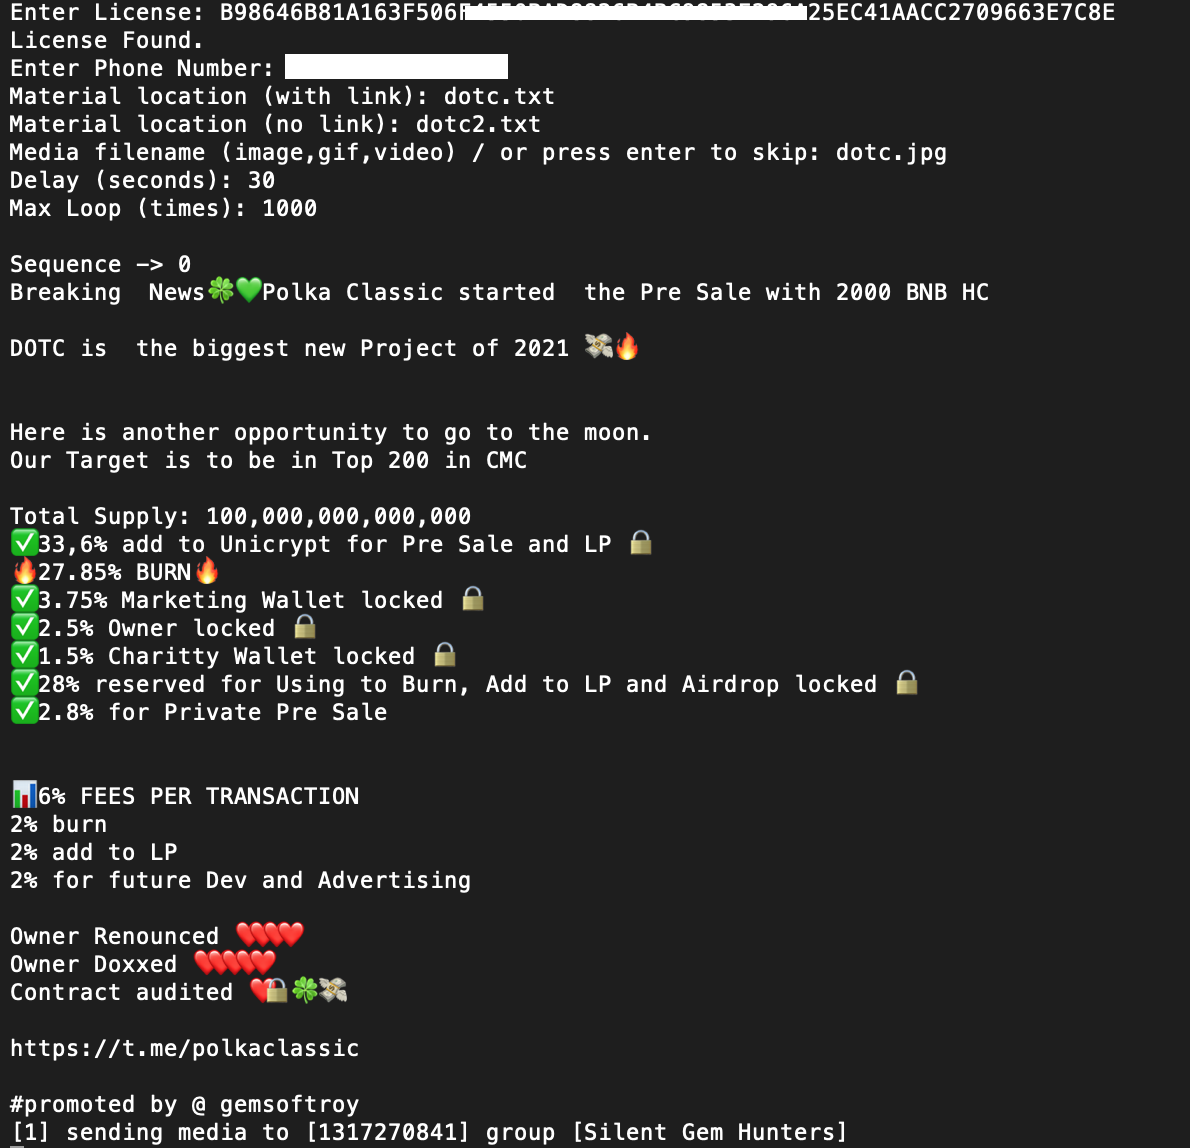 Enter License: B98646B81A163F506F 25EC41AACC2709663E7C8E
License Found.
Enter Phone Number:
Material location (with link): dotc.txt
Material location (no link): dotc2.txt
Media filename (image,gif,video) / or press enter to skip: dotc.jpg
Delay (seconds): 30
Max Loop (times): 1000
Sequence -> 0
Breaking  News🍀💚Polka Classic started  the Pre Sale with 2000 BNB HC
DOTC is  the biggest new Project of 2021 💸🔥
Here is another opportunity to go to the moon.
Our Target is to be in Top 200 in CMC
Total Supply: 100,000,000,000,000
✅33,6% add to Unicrypt for Pre Sale and LP 🔒
🔥27.85% BURN🔥
✅3.75% Marketing Wallet locked 🔒
✅2.5% Owner locked 🔒
✅1.5% Charitty Wallet locked 🔒
✅28% reserved for Using to Burn, Add to LP and Airdrop locked 🔒
✅2.8% for Private Pre Sale
📊6% FEES PER TRANSACTION
2% burn
2% add to LP
2% for future Dev and Advertising
Owner Renounced ❤️❤️❤️❤️
Owner Doxxed ❤️❤️❤️❤️❤️
Contract audited ❤️🔒🍀💸
https://t.me/polkaclassic
#promoted by @ gemsoftroy
[1] sending media to [1317270841] group [Silent Gem Hunters]